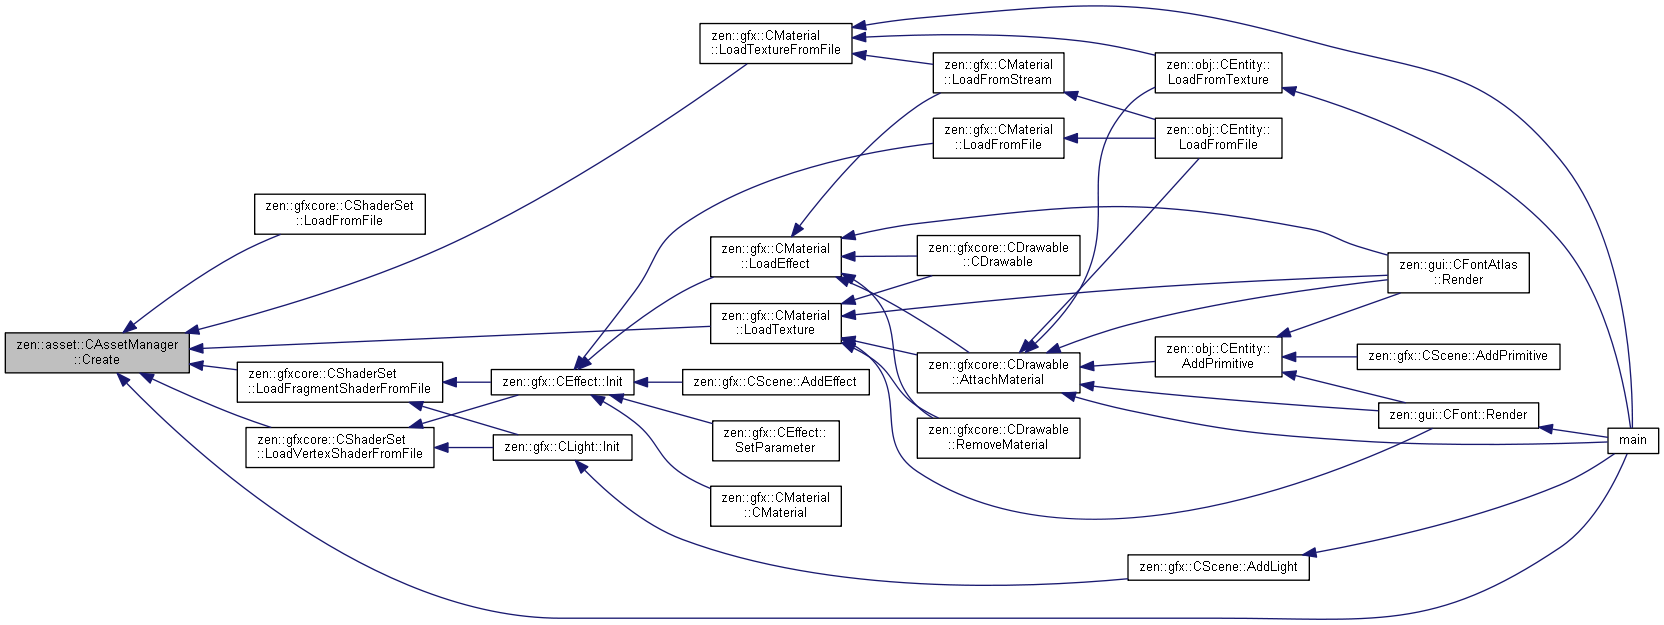 zen::gfx::CMaterial
::LoadTextureFromFile
zen::gfx::CMaterial
::LoadFromStream
zen::obj::CEntity::
LoadFromTexture
zen::gfx::CMaterial
::LoadFromFile
zen::obj::CEntity::
LoadFromFile
zen::gfxcore::CShaderSet
::LoadFromFile
zen::gfx::CMaterial
::LoadEffect
zen::gfxcore::CDrawable
::CDrawable
zen::gui::CFontAtlas
::Render
zen::gfx::CMaterial
::LoadTexture
zen::asset::CAssetManager
::Create
zen::gfxcore::CShaderSet
::LoadFragmentShaderFromFile
zen::gfx::CEffect::Init
zen::gfx::CScene::AddEffect
zen::gfxcore::CDrawable
::AttachMaterial
zen::obj::CEntity::
AddPrimitive
zen::gfx::CScene::AddPrimitive
zen::gui::CFont::Render
zen::gfxcore::CShaderSet
::LoadVertexShaderFromFile
zen::gfx::CLight::Init
zen::gfx::CEffect::
SetParameter
zen::gfxcore::CDrawable
::RemoveMaterial
main
zen::gfx::CMaterial
::CMaterial
zen::gfx::CScene::AddLight